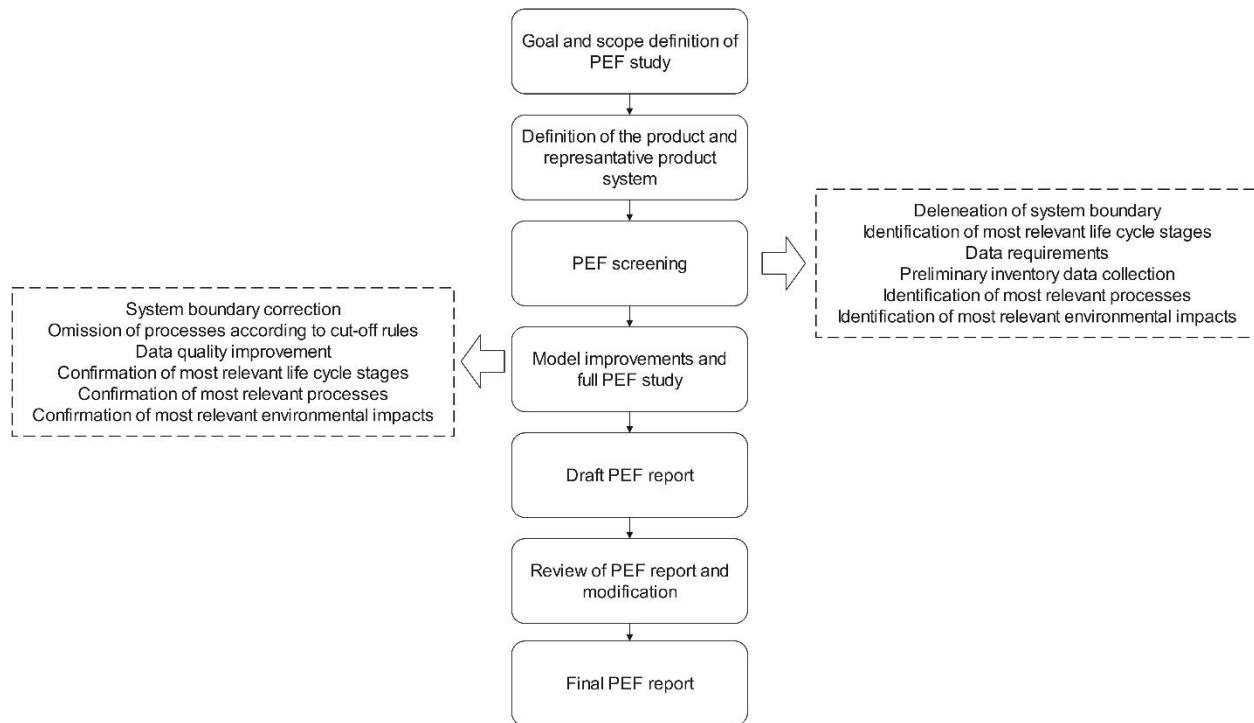 Goal and scope definition of
PEF study
Definition of the product and
represantative product
system
PEF screening
Deleneation of system boundary
Identification of most relevant life cycle stages
Data requirements
Preliminary inventory data collection
Identification of most relevant processes
Identification of most relevant environmental impacts
System boundary correction
Omission of processes according to cut-off rules
Data quality improvement
Confirmation of most relevant life cycle stages
Confirmation of most relevant processes
Confirmation of most relevant environmental impacts
Model improvements and
full PEF study
Draft PEF report
Review of PEF report and
modification
Final PEF report